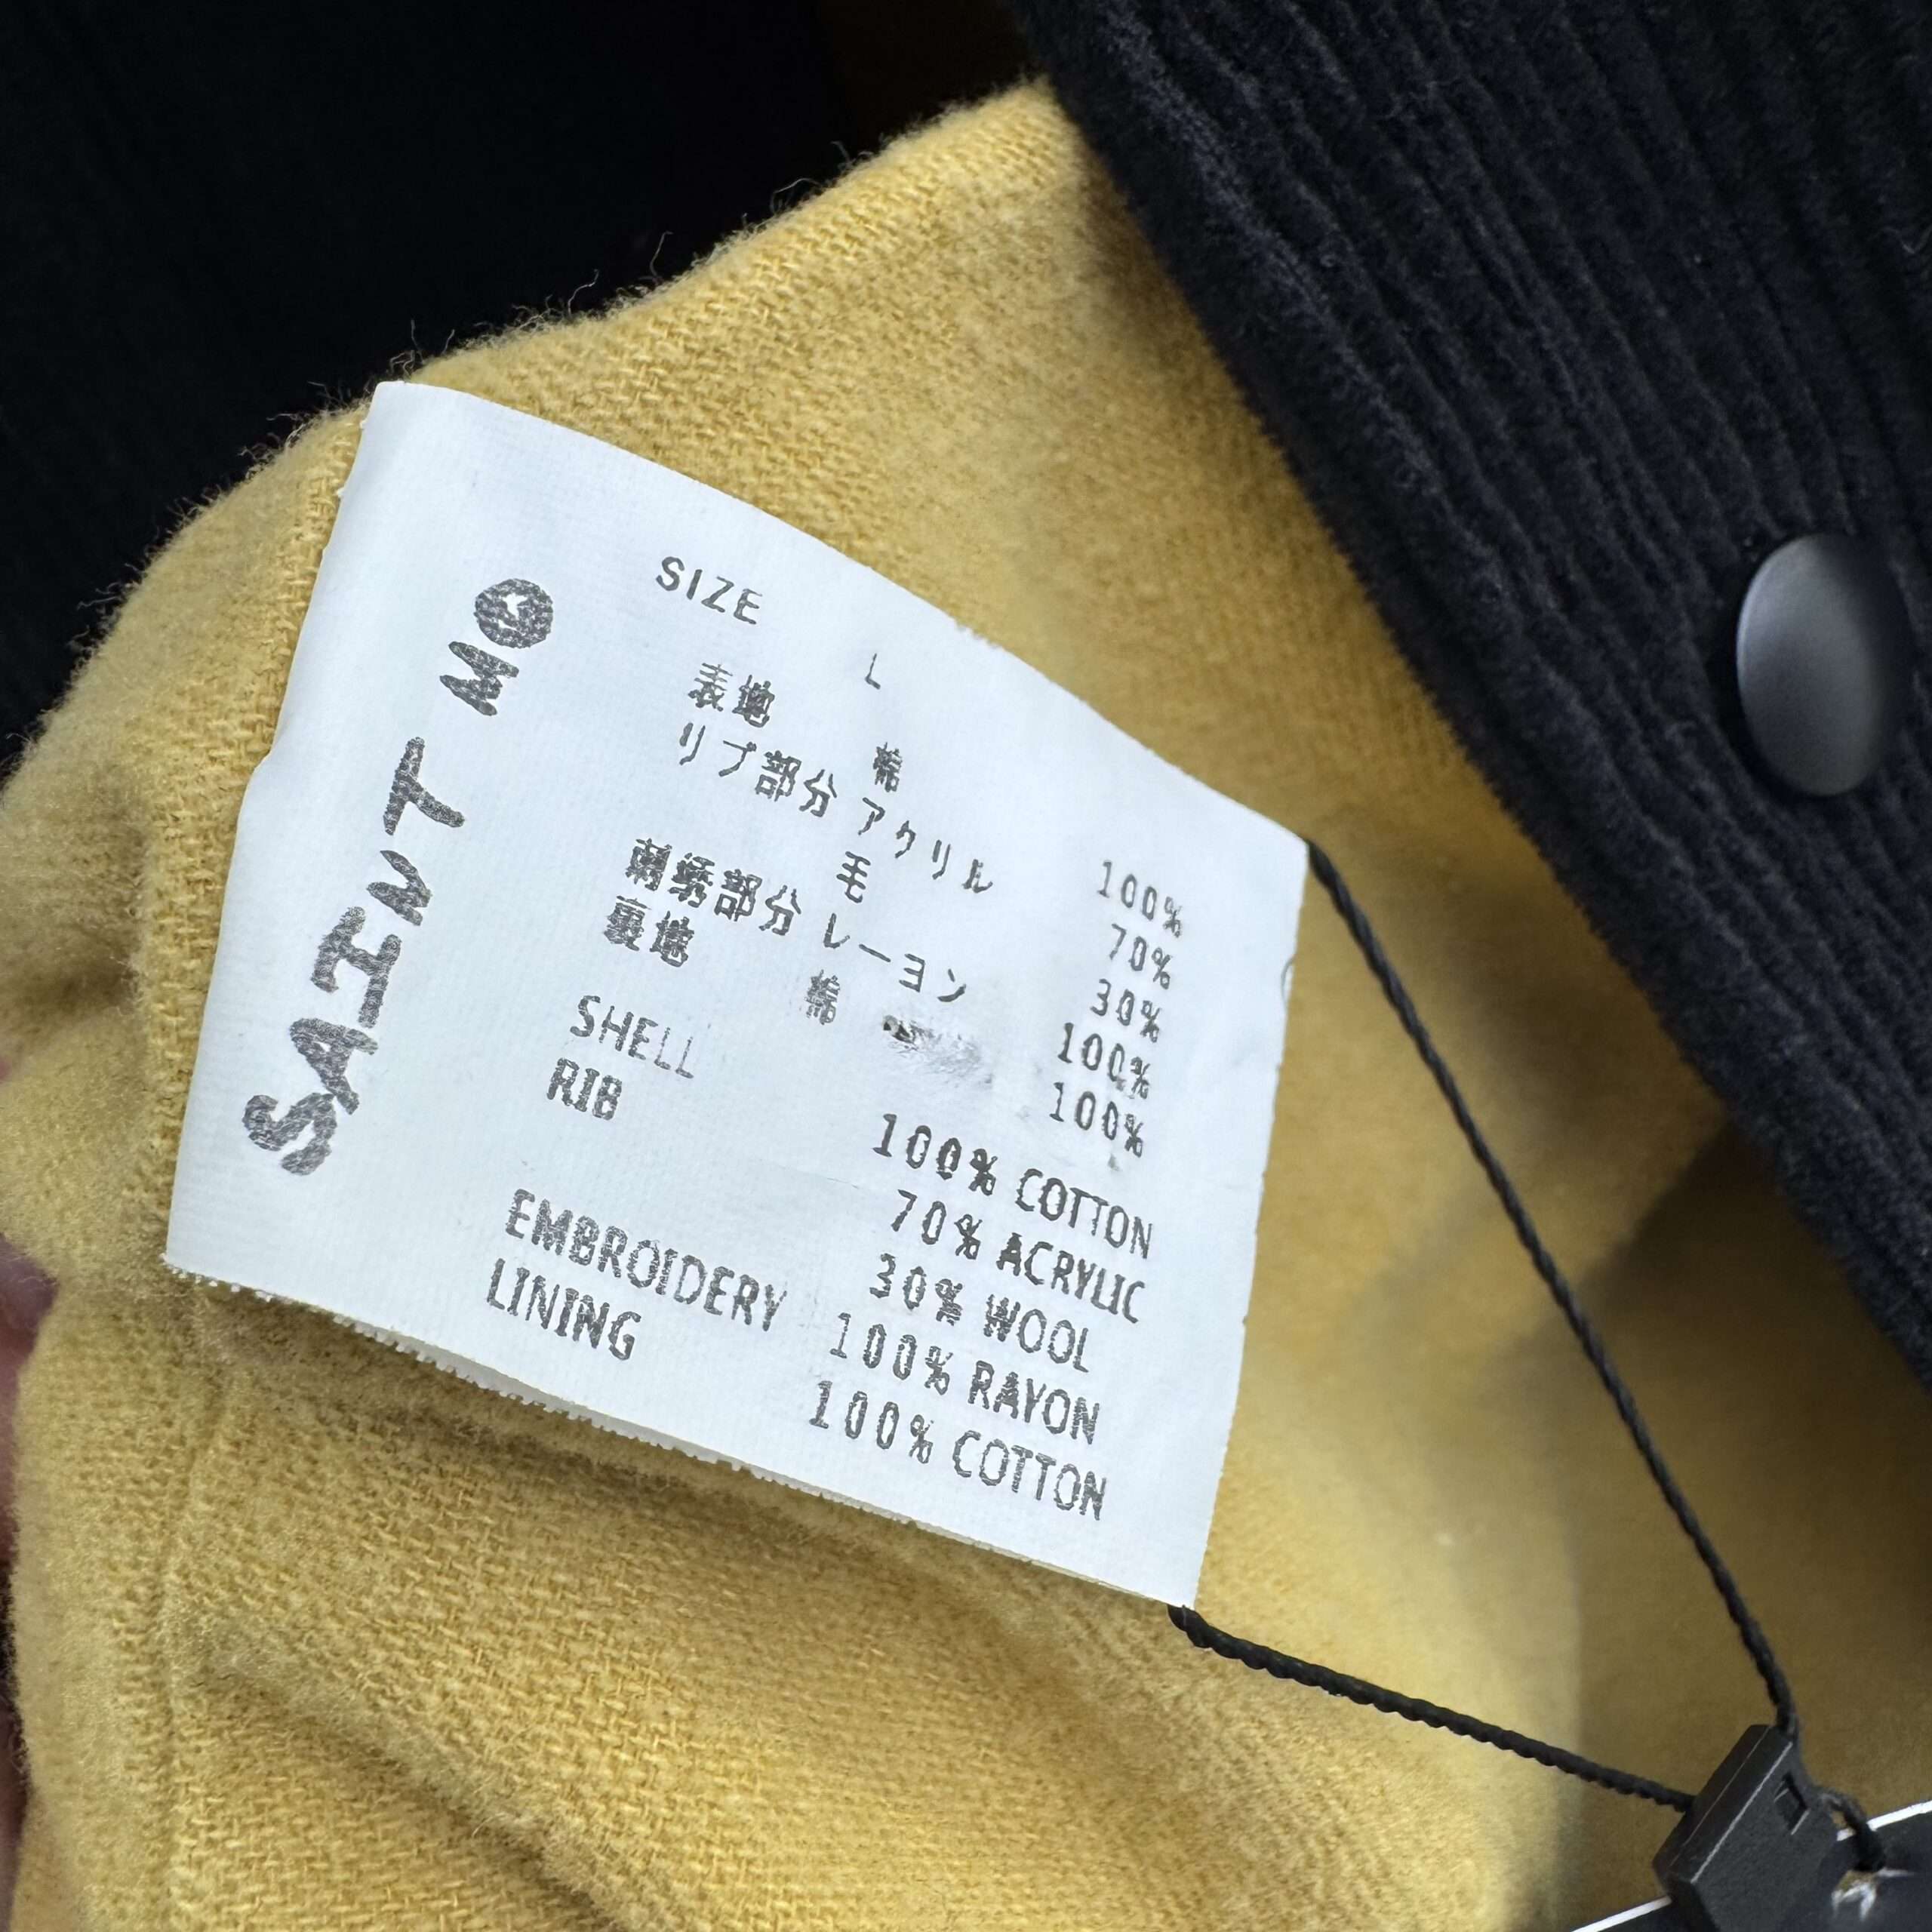 SAINT MO
SIZE L
表地 綿 100%
リブ部分 アクリル 70%
毛 30%
刺繍部分 レーヨン 100%
裏地 綿 100%
SHELL 100% COTTON
RIB 70% ACRYLIC
30% WOOL
EMBROIDERY 100% RAYON
LINING 100% COTTON